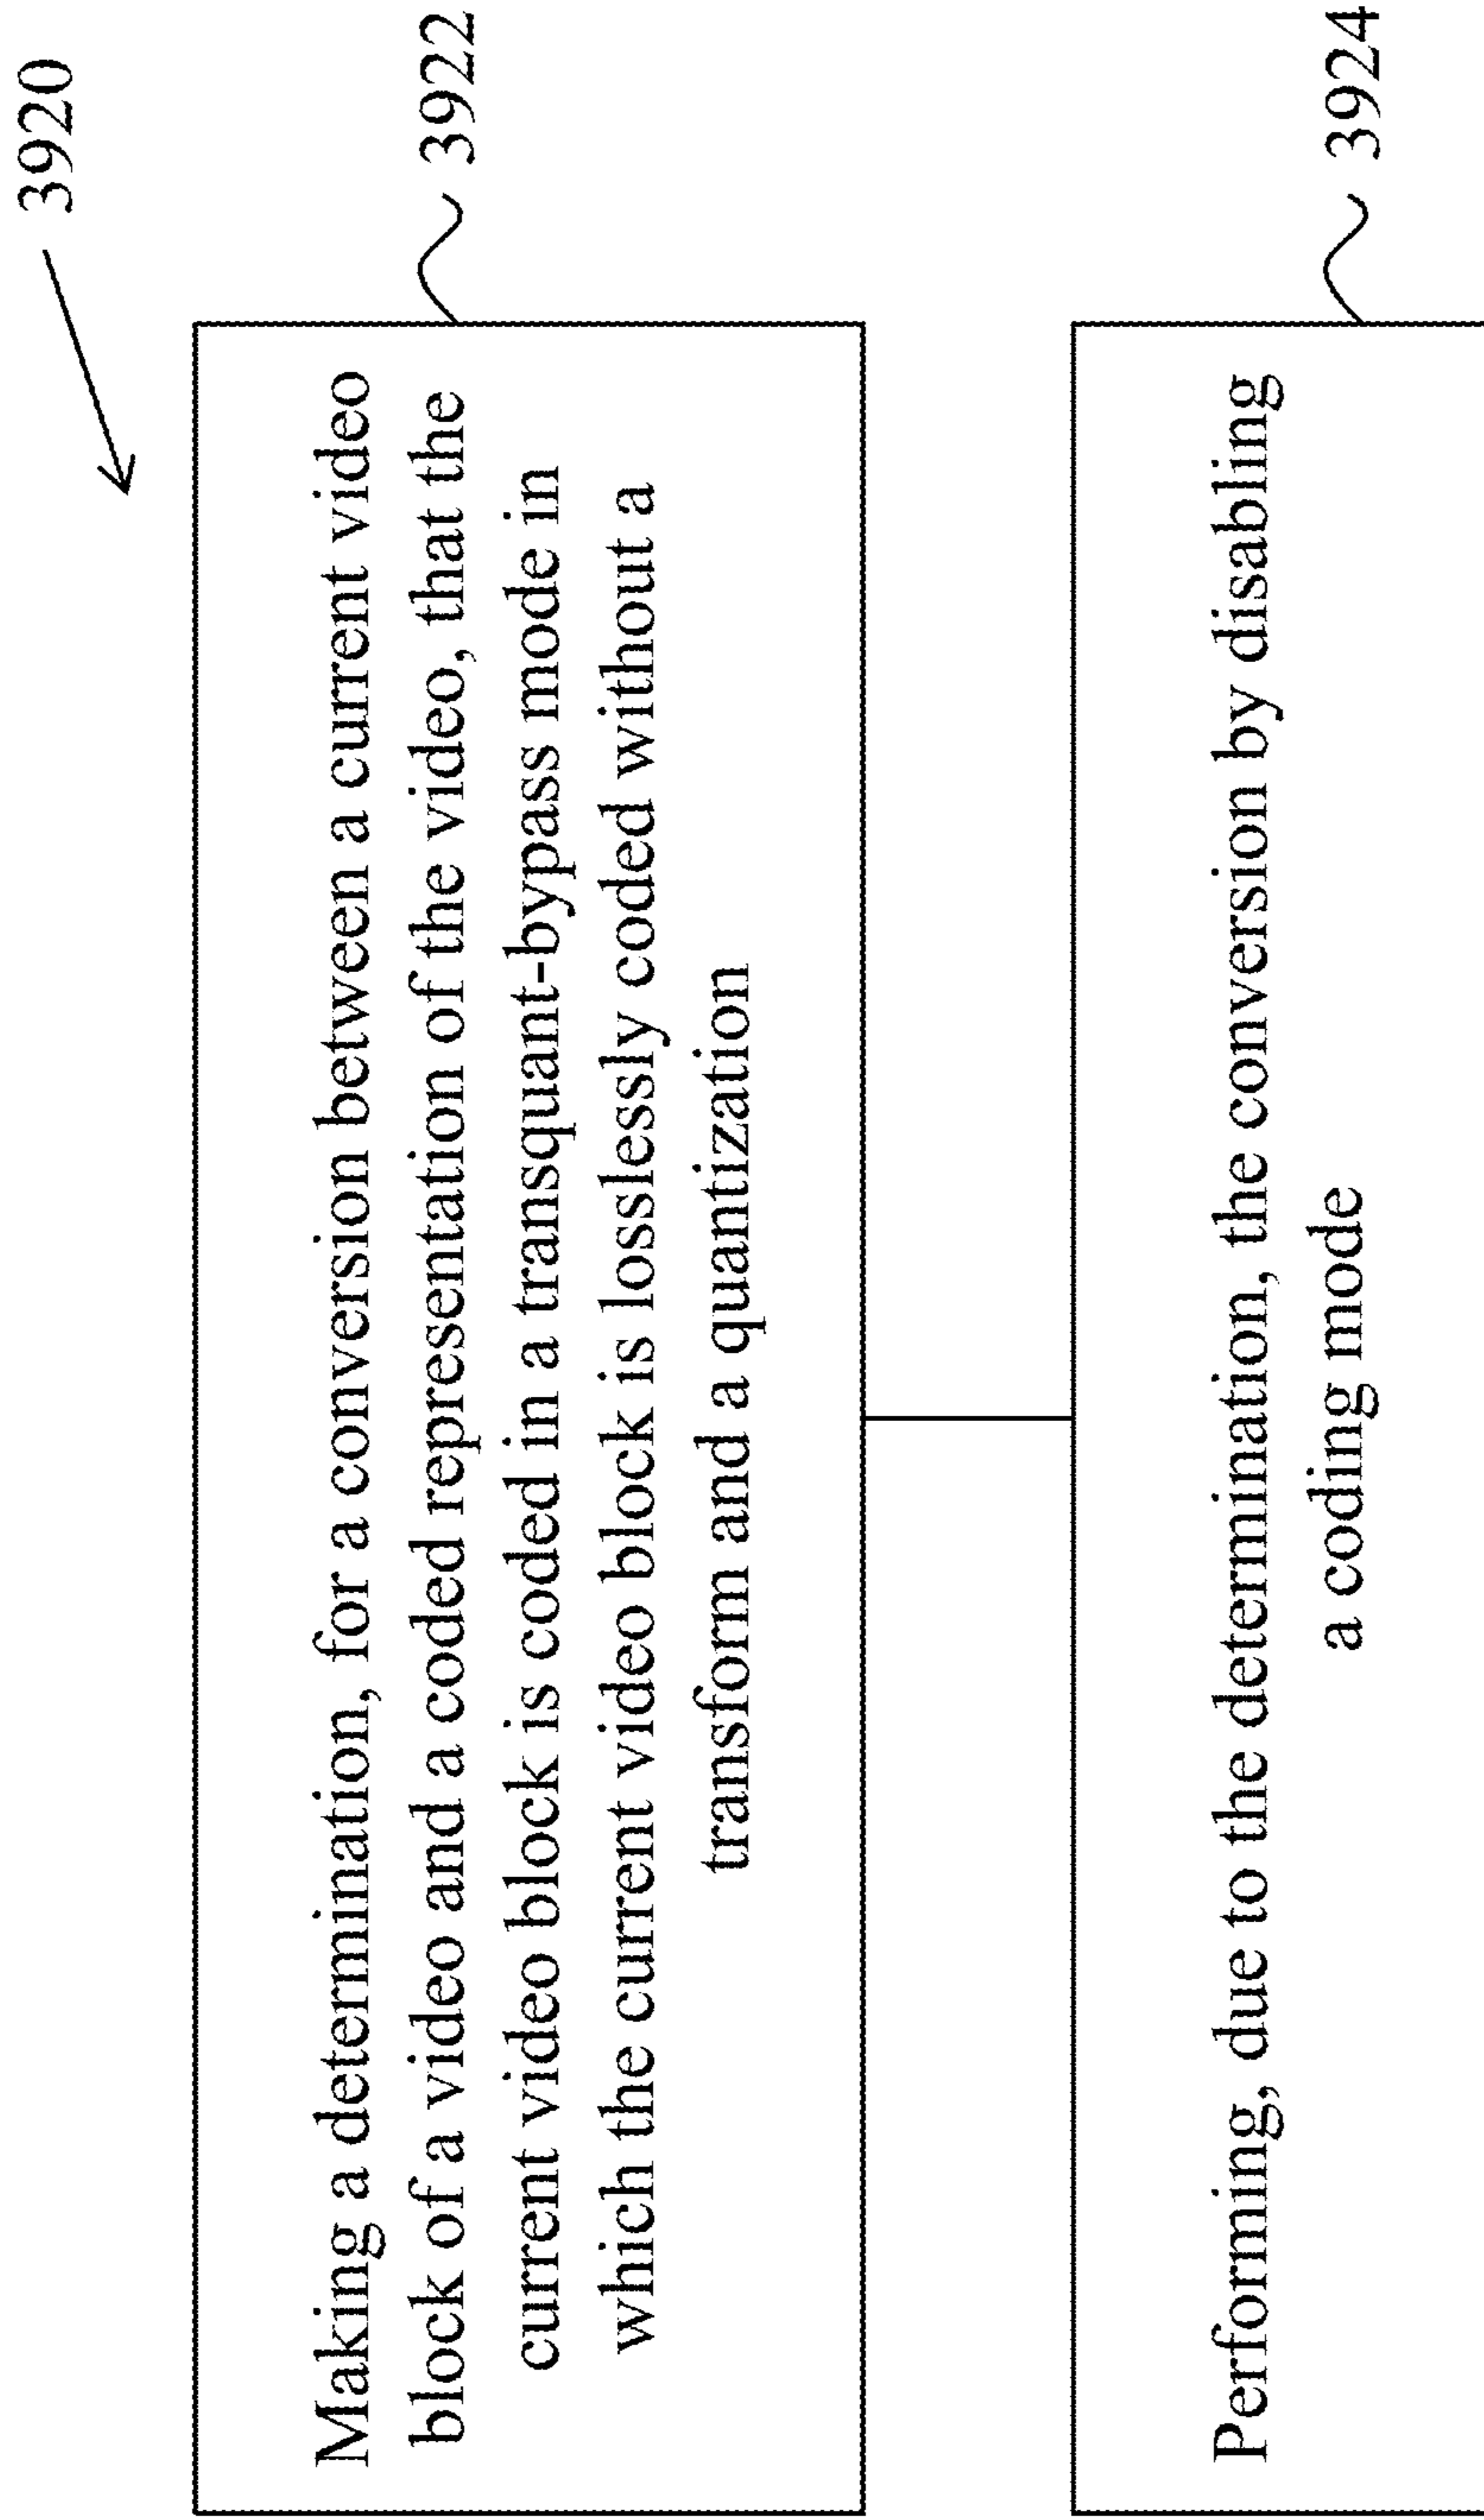 3920
Making a determination, for a conversion between a current video
block of a video and a coded representation of the video, that the
current video block is coded in a transquant-bypass mode in
which the current video block is losslessly coded without a
transform and a quantization
3922
Performing, due to the determination, the conversion by disabling
a coding mode
3924